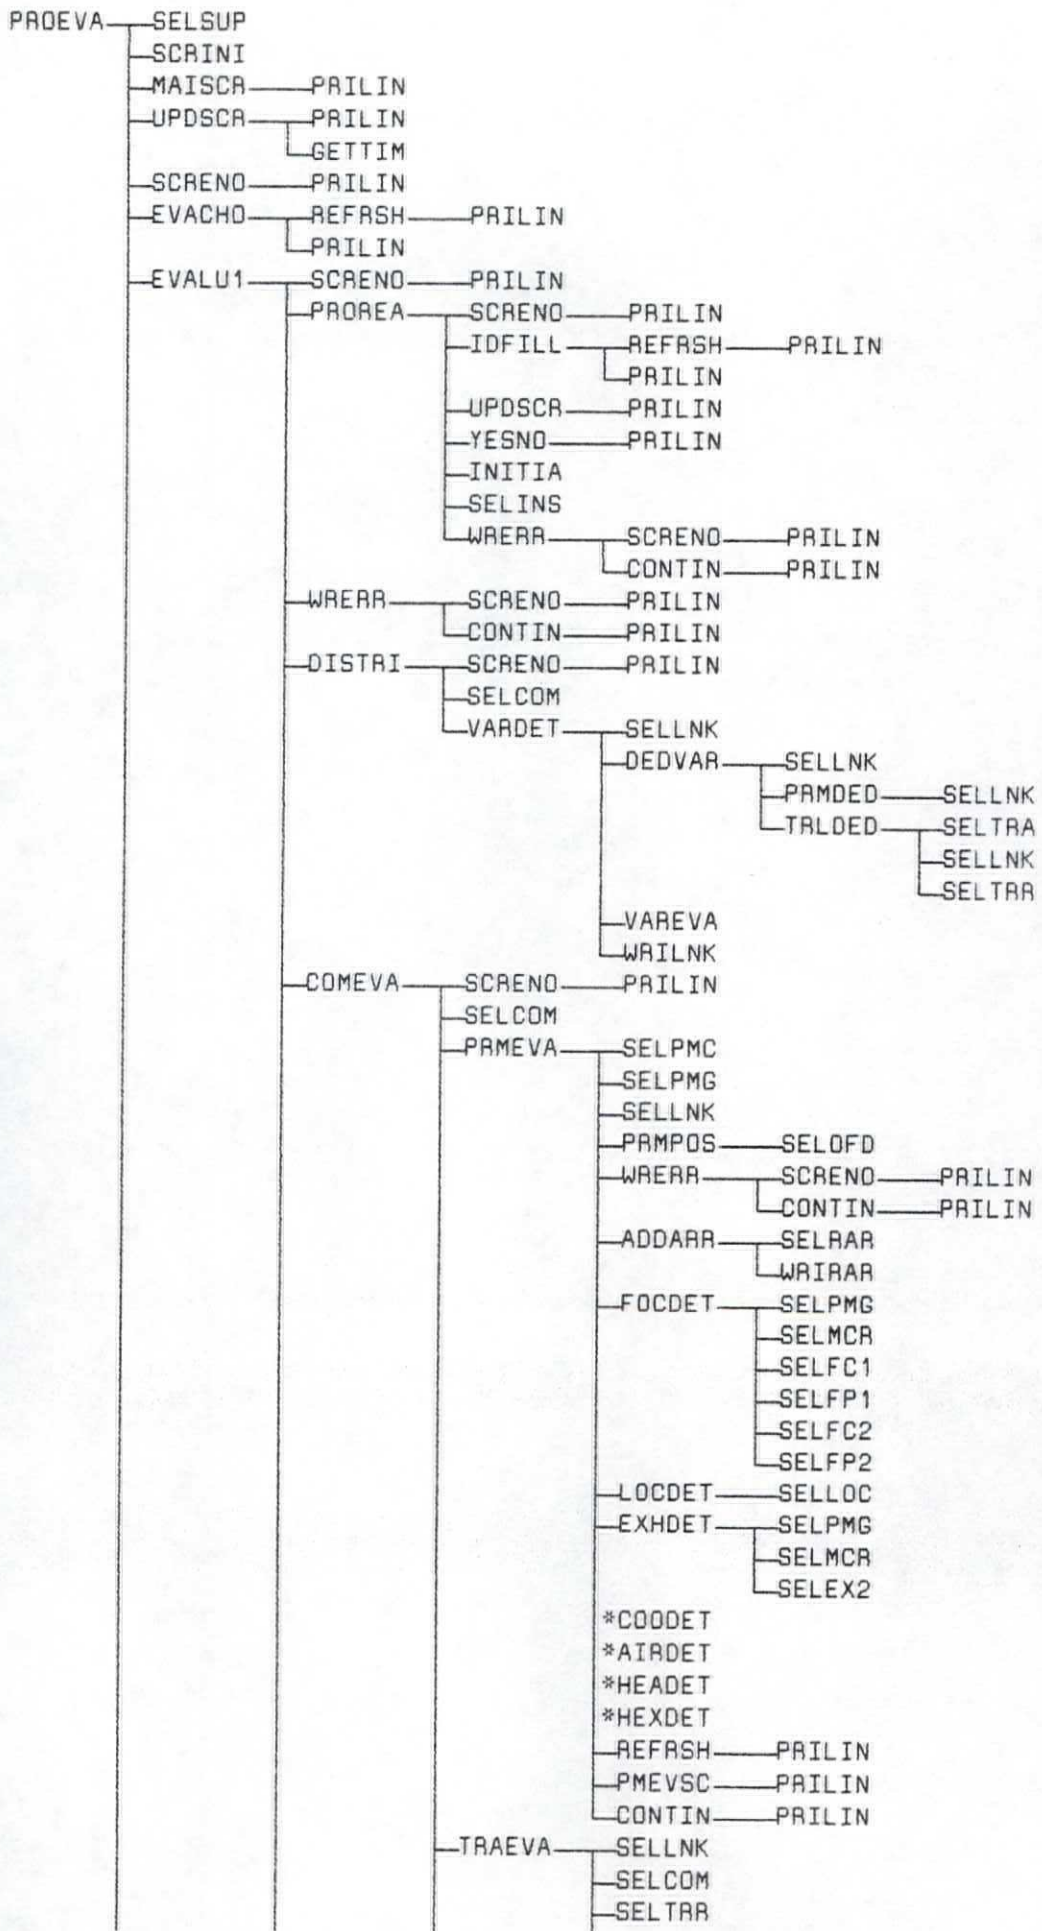 PROEVA SELSUP
SCRINI
MAISCR PRILIN
UPDSCR PRILIN
GETTIM
SCRENO PRILIN
EVACHO REFRSH PRILIN
PRILIN
EVALU1 SCRENO PRILIN
PROREA SCRENO PRILIN
IDFILL REFRSH PRILIN
PRILIN
UPDSCR PRILIN
YESNO PRILIN
INITIA
SELINS
WRERR SCRENO PRILIN
CONTIN PRILIN
WRERR SCRENO PRILIN
CONTIN PRILIN
DISTRI SCRENO PRILIN
SELCOM
VARDET SELLNK
DEDVAR SELLNK
PRMDED SELLNK
TRLDED SELTRA
SELLNK
SELTRR
VAREVA
WRILNK
COMEVA SCRENO PRILIN
SELCOM
PRMEVA SELPMC
SELPMG
SELLNK
PRMPOS SELOFD
WRERR SCRENO PRILIN
CONTIN PRILIN
ADDARR SELRAR
WRIRAR
FOCDET SELPMG
SELMCR
SELFC1
SELFP1
SELFC2
SELFP2
LOCDET SELLOC
EXHDET SELPMG
SELMCR
SELEX2
*COODET
*AIRDET
*HEADET
*HEXDET
REFRSH PRILIN
PMEVSC PRILIN
CONTIN PRILIN
TRAEVA SELLNK
SELCOM
SELTRR